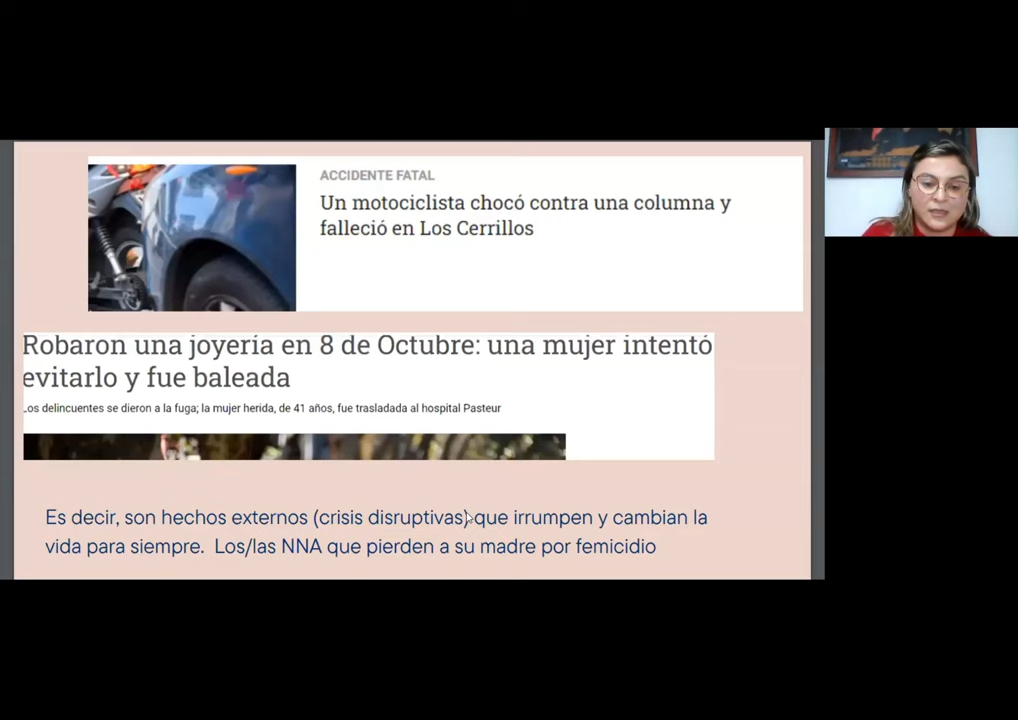 ACCIDENTE FATAL
Un motociclista chocó contra una columna y
falleció en Los Cerrillos
Robaron una joyería en 8 de Octubre: una mujer intentó
evitarlo y fue baleada
Los delincuentes se dieron a la fuga; la mujer herida, de 41 años, fue trasladada al hospital Pasteur
Es decir, son hechos externos (crisis disruptivas) que irrumpen y cambian la
vida para siempre. Los/las NNA que pierden a su madre por femicidio